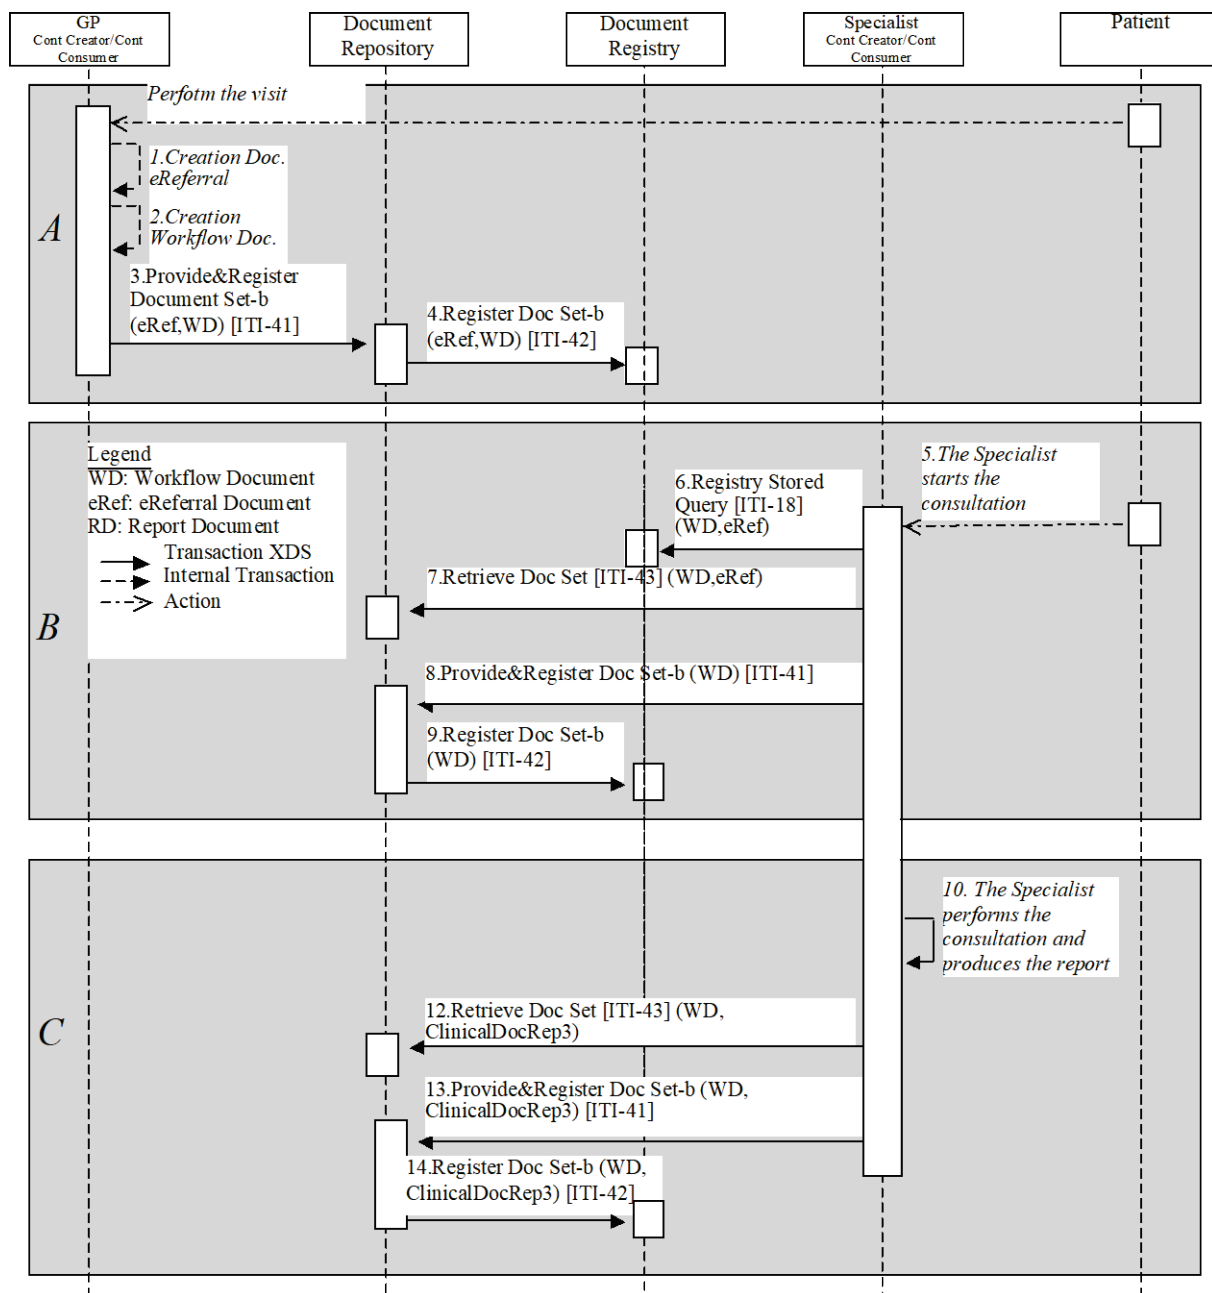 GP
Cont Creator/Cont
Consumer
Document
Repository
Document
Registry
Specialist
Cont Creator/Cont
Consumer
Patient
A
Perfotm the visit
1.Creation Doc.
eReferral
2.Creation
Workflow Doc.
3.Provide&Register
Document Set-b
(eRef,WD) [ITI-41]
4.Register Doc Set-b
(eRef,WD) [ITI-42]
B
Legend
WD: Workflow Document
eRef: eReferral Document
RD: Report Document
Transaction XDS
Internal Transaction
Action
5.The Specialist
starts the
consultation
6.Registry Stored
Query [ITI-18]
(WD,eRef)
7.Retrieve Doc Set [ITI-43] (WD,eRef)
8.Provide&Register Doc Set-b (WD) [ITI-41]
9.Register Doc Set-b
(WD) [ITI-42]
C
10. The Specialist
performs the
consultation and
produces the report
12.Retrieve Doc Set [ITI-43] (WD,
ClinicalDocRep3)
13.Provide&Register Doc Set-b (WD,
ClinicalDocRep3) [ITI-41]
14.Register Doc Set-b (WD,
ClinicalDocRep3) [ITI-42]